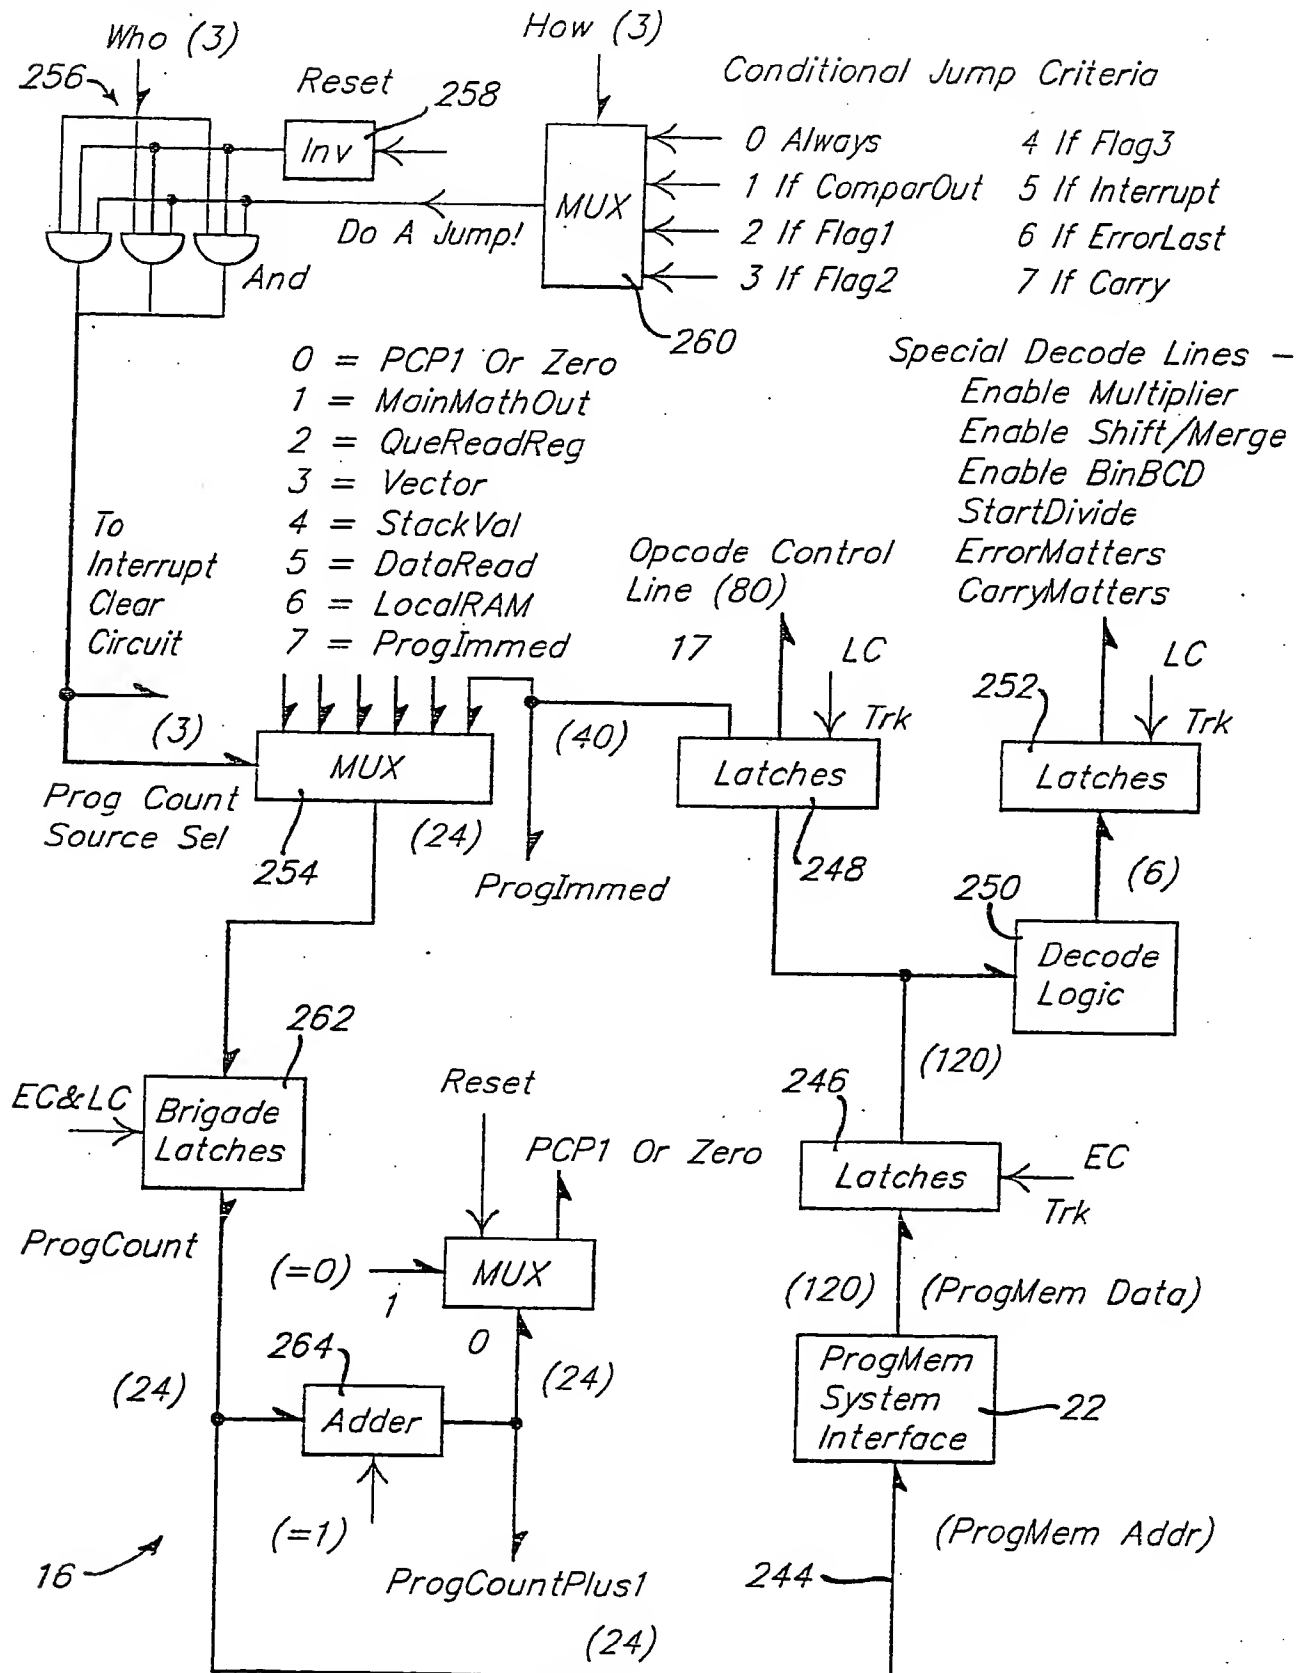 Who (3)
How (3)
256
Reset
258
Conditional Jump Criteria
Inv
MUX
0 Always
1 If ComparOut
2 If Flag1
3 If Flag2
4 If Flag3
5 If Interrupt
6 If ErrorLast
7 If Carry
Do A Jump!
And
260
0 = PCP1 Or Zero
1 = MainMathOut
2 = QueReadReg
3 = Vector
4 = StackVal
5 = DataRead
6 = LocalRAM
7 = ProgImmed
Special Decode Lines —
Enable Multiplier
Enable Shift/Merge
Enable BinBCD
StartDivide
ErrorMatters
CarryMatters
To
Interrupt
Clear
Circuit
Opcode Control
Line (80)
17
LC
Trk
252
LC
Trk
(3)
MUX
(40)
Latches
Latches
Prog Count
Source Sel
(24)
254
ProgImmed
248
250
(6)
Decode
Logic
262
(120)
EC&LC
Brigade
Latches
Reset
246
PCP1 Or Zero
Latches
EC
Trk
ProgCount
(=0)
1
MUX
0
(120)
(ProgMem Data)
264
(24)
Adder
(24)
ProgMem
System
Interface
22
(=1)
(ProgMem Addr)
16
ProgCountPlus1
244
(24)